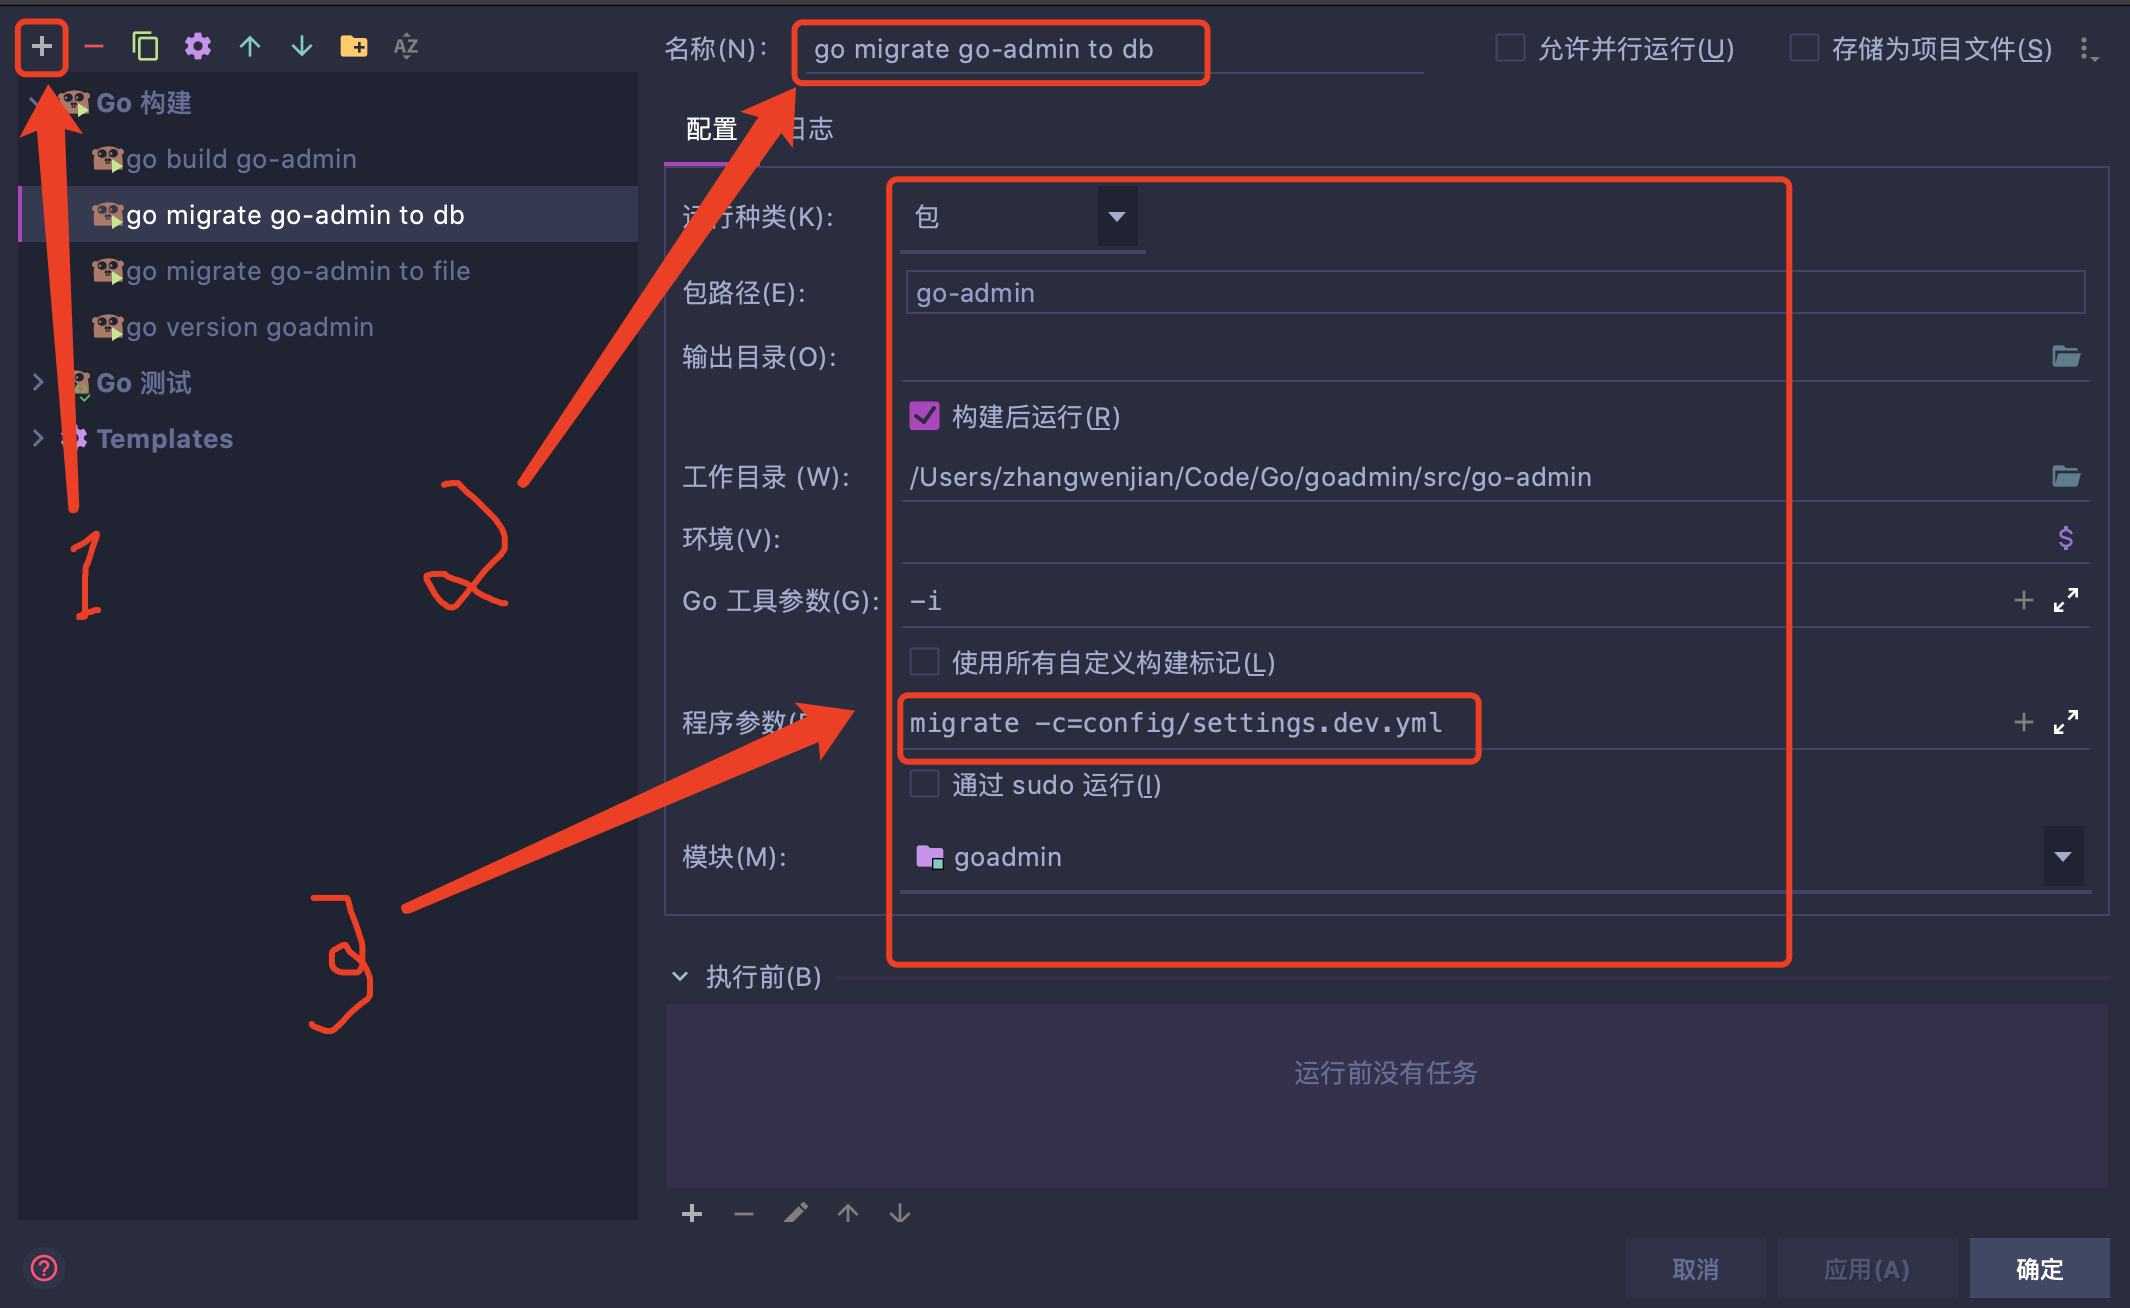 名称(N): go migrate go-admin to db
允许并行运行(U)
存储为项目文件(S)
Go 构建
go build go-admin
go migrate go-admin to db
go migrate go-admin to file
go version goadmin
Go 测试
Templates
1
2
3
配置
日志
运行种类(K): 包
包路径(E): go-admin
输出目录(O):
构建后运行(R)
工作目录 (W): /Users/zhangwenjian/Code/Go/goadmin/src/go-admin
环境(V):
Go 工具参数(G): -i
使用所有自定义构建标记(L)
程序参数( migrate -c=config/settings.dev.yml
通过 sudo 运行(I)
模块(M): goadmin
执行前(B)
运行前没有任务
取消
应用(A)
确定